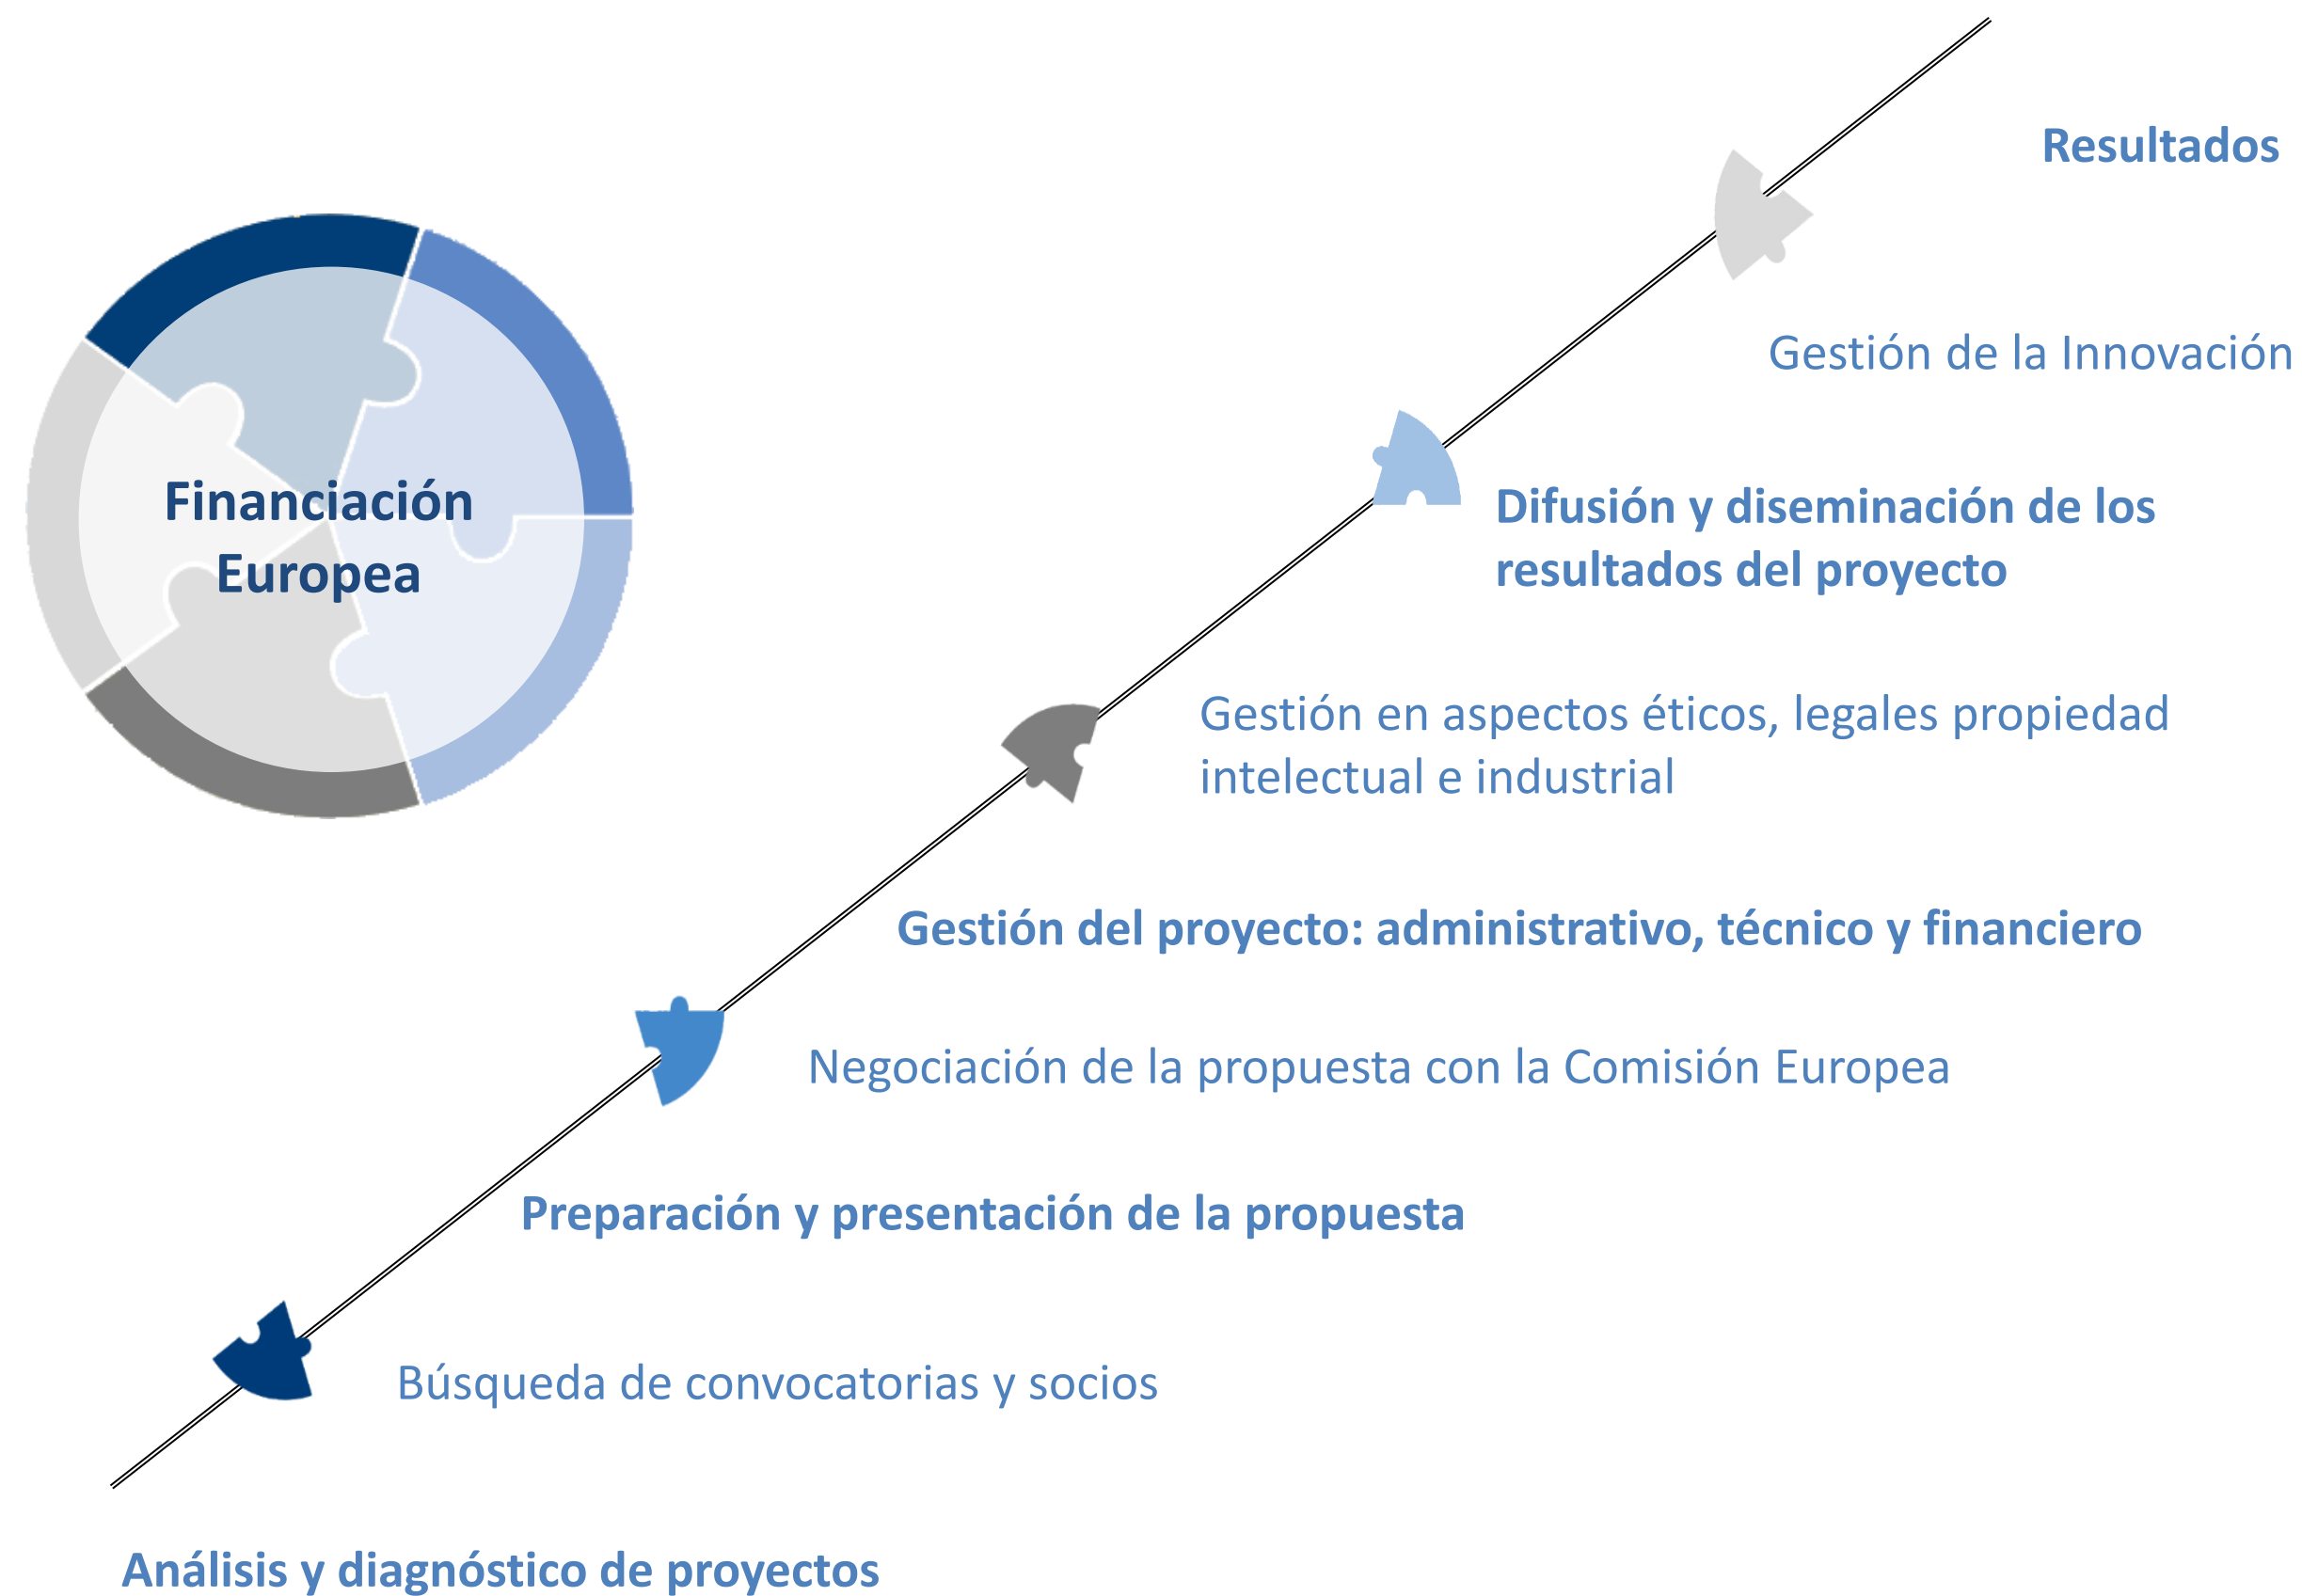 Resultados
Gestión de la Innovación
Financiación
Europea
Difusión y diseminación de los
resultados del proyecto
Gestión en aspectos éticos, legales propiedad
intelectual e industrial
Gestión del proyecto: administrativo, técnico y financiero
Negociación de la propuesta con la Comisión Europea
Preparación y presentación de la propuesta
Búsqueda de convocatorias y socios
Análisis y diagnóstico de proyectos